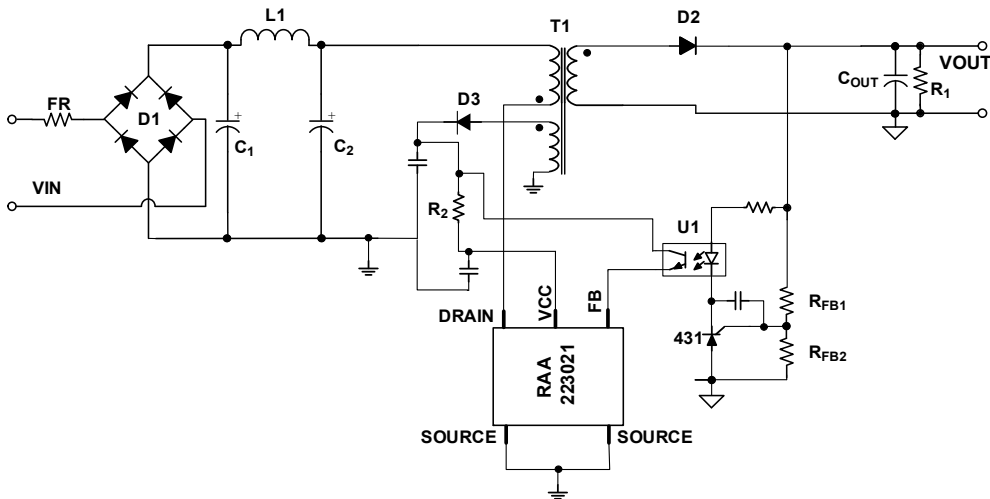 L1
T1
D2
VOUT
FR
D1
C1
+
C2
+
D3
COUT
R1
VIN
R2
U1
RFB1
DRAIN
VCC
FB
431
RFB2
RAA
223021
SOURCE
SOURCE